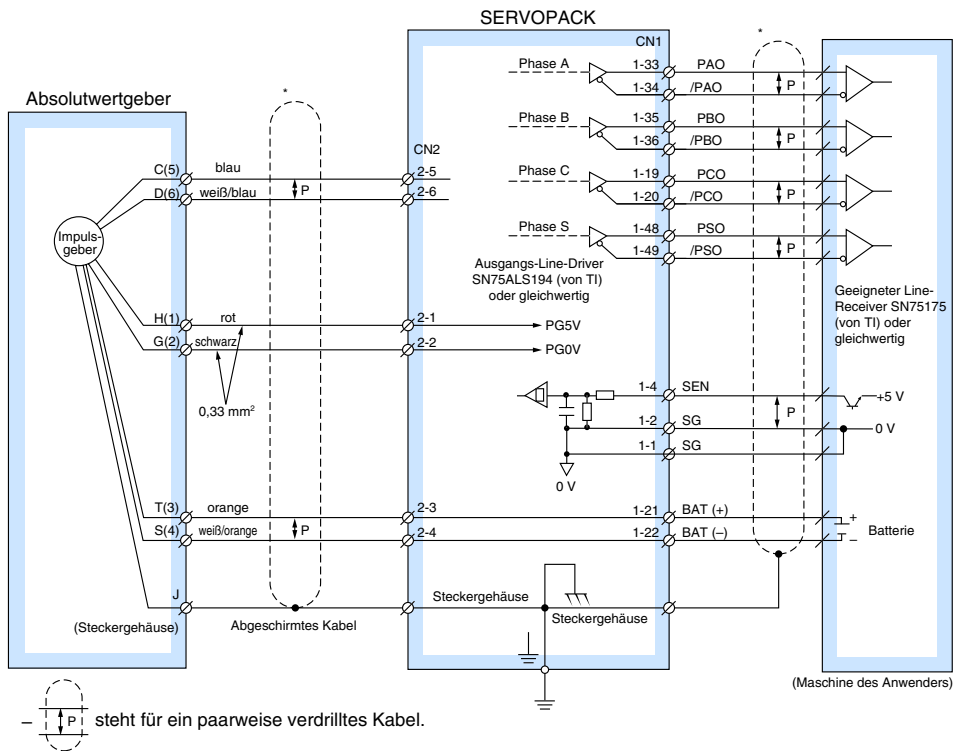 SERVOPACK
CN1
*
Phase A
1-33
PAO
1-34
/PAO
P
Absolutwertgeber
*
Phase B
1-35
PBO
1-36
/PBO
P
CN2
C(5)
blau
2-5
P
D(6)
weiß/blau
2-6
Phase C
1-19
PCO
1-20
/PCO
P
Impuls-
geber
Phase S
1-48
PSO
1-49
/PSO
P
Ausgangs-Line-Driver
SN75ALS194 (von TI)
oder gleichwertig
Geeigneter Line-
Receiver SN75175
(von TI) oder
gleichwertig
H(1)
rot
2-1
PG5V
G(2)
schwarz
2-2
PG0V
0,33 mm²
1-4
SEN
+5 V
P
1-2
SG
0 V
1-1
SG
0 V
T(3)
orange
2-3
1-21
BAT (+)
+
P
Batterie
S(4)
weiß/orange
2-4
1-22
BAT (–)
–
J
(Steckergehäuse)
Abgeschirmtes Kabel
Steckergehäuse
Steckergehäuse
(Maschine des Anwenders)
– P steht für ein paarweise verdrilltes Kabel.